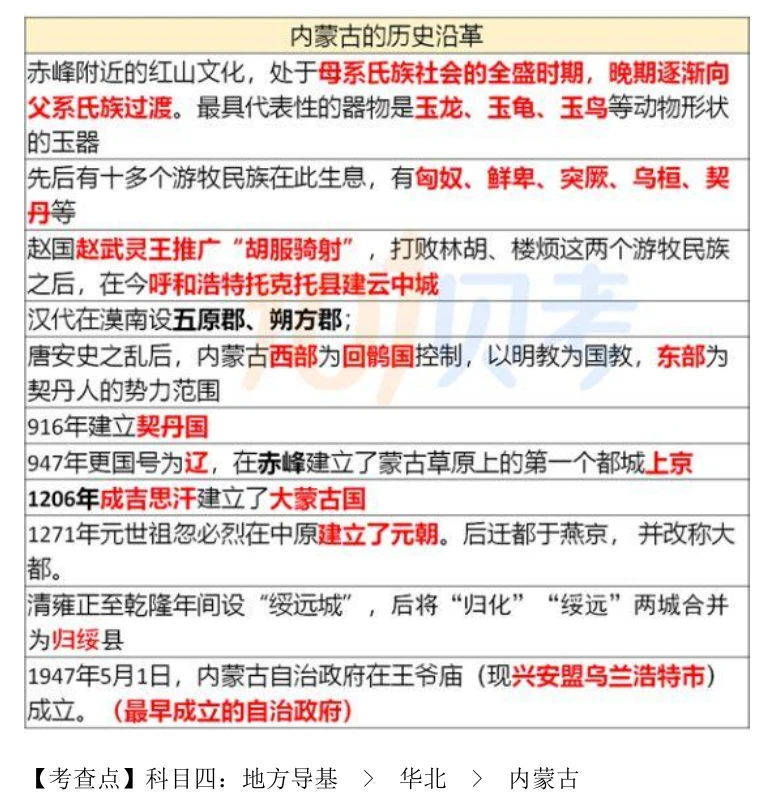 内蒙古的历史沿革
赤峰附近的红山文化，处于母系氏族社会的全盛时期，晚期逐渐向
父系氏族过渡。最具代表性的器物是玉龙、玉龟、玉鸟等动物形状
的玉器
先后有十多个游牧民族在此生息，有匈奴、鲜卑、突厥、乌桓、契
丹等
赵国赵武灵王推广“胡服骑射”，打败林胡、楼烦这两个游牧民族
之后，在今呼和浩特托克托县建云中城
汉代在漠南设五原郡、朔方郡；
唐安史之乱后，内蒙古西部为回鹘国控制，以明教为国教，东部为
契丹人的势力范围
916年建立契丹国
947年更国号为辽，在赤峰建立了蒙古草原上的第一个都城上京
1206年成吉思汗建立了大蒙古国
1271年元世祖忽必烈在中原建立了元朝。后迁都于燕京， 并改称大
都。
清雍正至乾隆年间设“绥远城”，后将“归化”“绥远”两城合并
为归绥县
1947年5月1日，内蒙古自治政府在王爷庙（现兴安盟乌兰浩特市）
成立。（最早成立的自治政府）
【考查点】科目四：地方导基 > 华北 > 内蒙古
101贝考